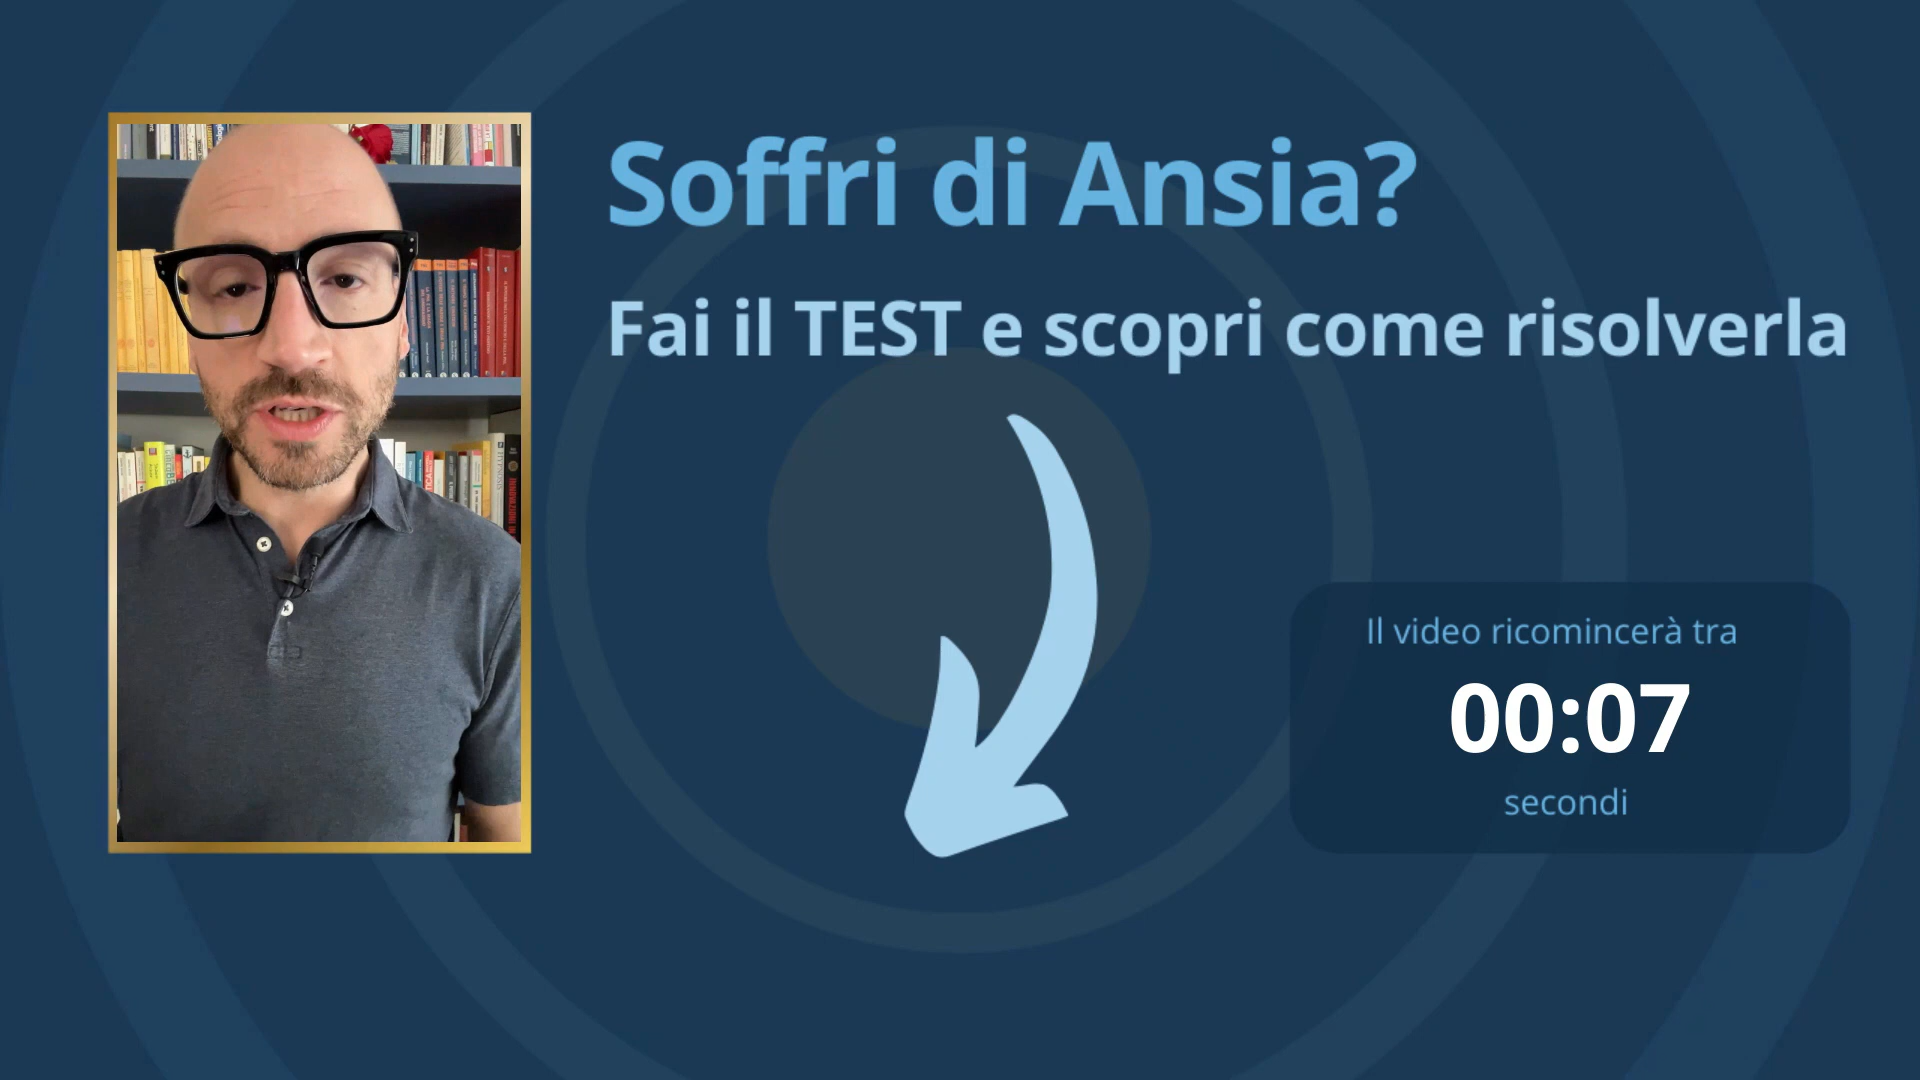 Soffri di Ansia?
Fai il TEST e scopri come risolverla
Il video ricomincerà tra
00:07
secondi